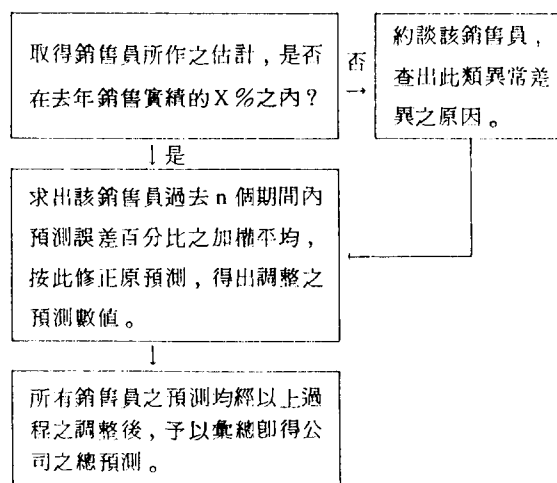 取得銷售員所作之估計，是否
在去年銷售實績的X％之內？
否
→
約談該銷售員，
查出此類異常差
異之原因。
↓是
求出該銷售員過去n個期間內
預測誤差百分比之加權平均，
按此修正原預測，得出調整之
預測數值。
↓
所有銷售員之預測均經以上過
程之調整後，予以彙總卽得公
司之總預測。